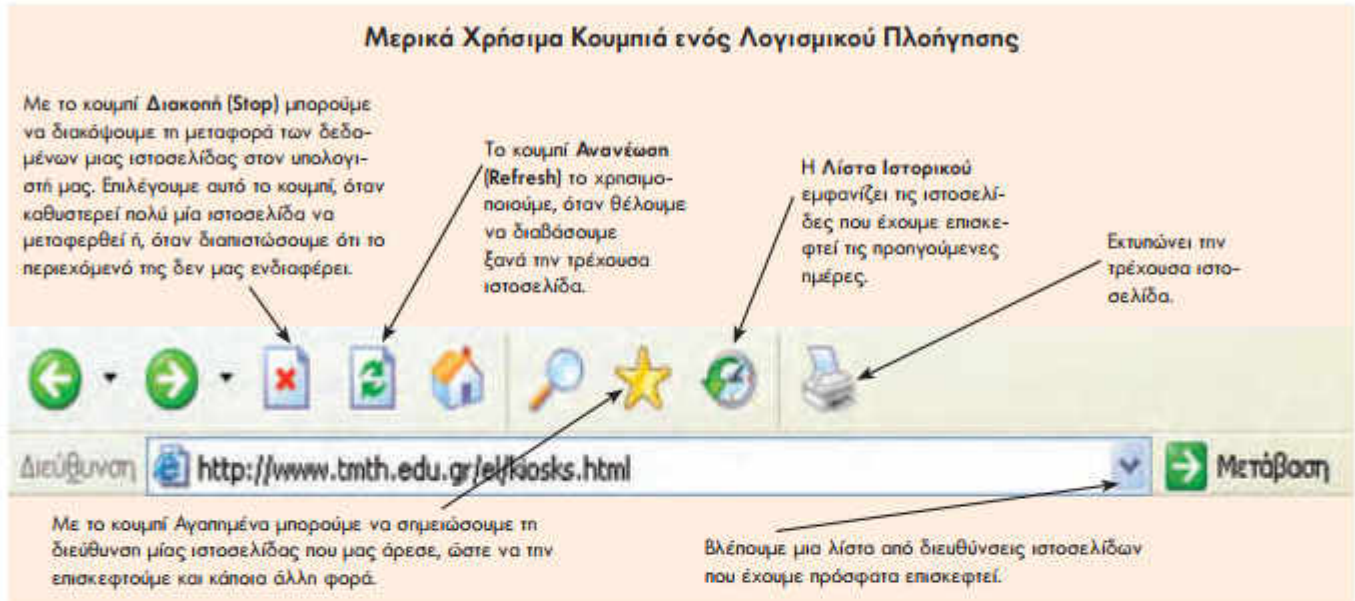 Μερικά Χρήσιμα Κουμπιά ενός Λογισμικού Πλοήγησης
Με το κουμπί Διακοπή (Stop) μπορούμε
να διακόψουμε τη μεταφορά των δεδο-
μένων μιας ιστοσελίδας στον υπολογι-
στή μας. Επιλέγουμε αυτό το κουμπί, όταν
καθυστερεί πολύ μία ιστοσελίδα να
μεταφερθεί ή, όταν διαπιστώσουμε ότι το
περιεχόμενό της δεν μας ενδιαφέρει.
Το κουμπί Ανανέωση
(Refresh) το χρησιμο-
ποιούμε, όταν θέλουμε
να διαβάσουμε
ξανά την τρέχουσα
ιστοσελίδα.
Η Λίστα Ιστορικού
εμφανίζει τις ιστοσελί-
δες που έχουμε επισκε-
φτεί τις προηγούμενες
ημέρες.
Εκτυπώνει την
τρέχουσα ιστο-
σελίδα.
Διεύθυνση http://www.tmth.edu.gr/el/kiosks.html Μετάβαση
Με το κουμπί Αγαπημένα μπορούμε να σημειώσουμε τη
διεύθυνση μίας ιστοσελίδας που μας άρεσε, ώστε να την
επισκεφτούμε και κάποια άλλη φορά.
Βλέπουμε μια λίστα από διευθύνσεις ιστοσελίδων
που έχουμε πρόσφατα επισκεφτεί.